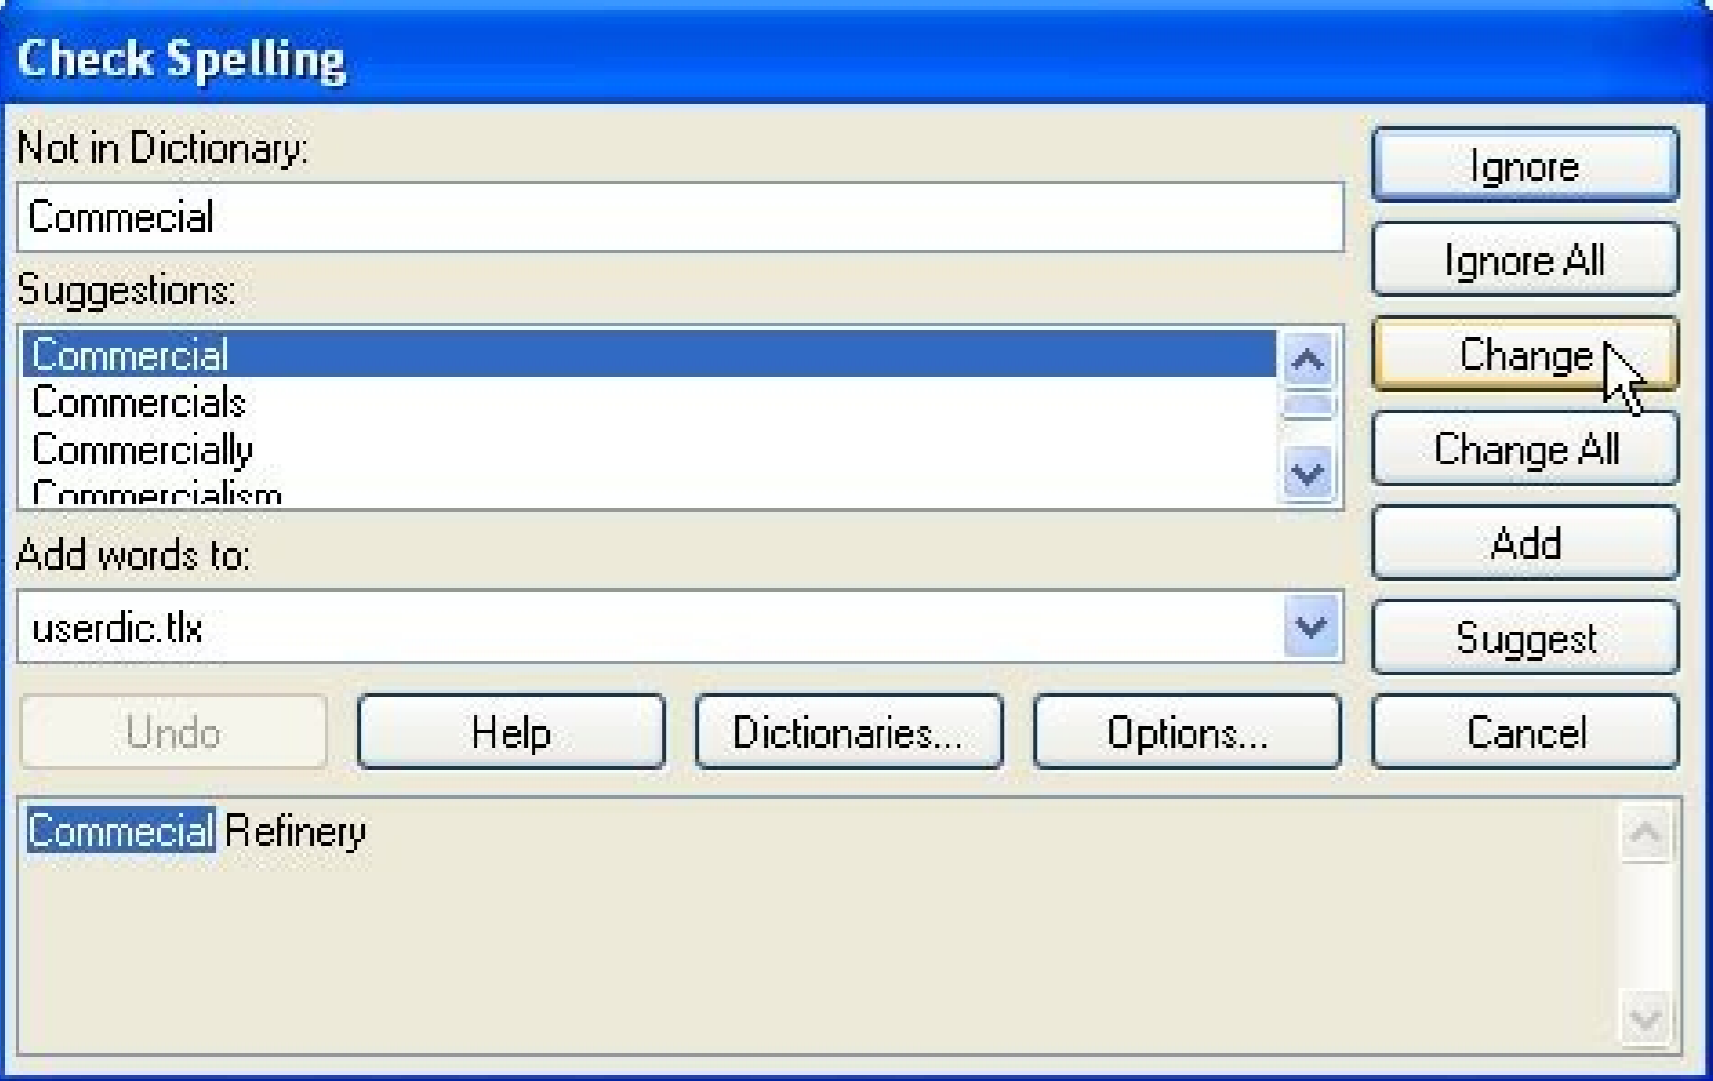 Check Spelling
Not in Dictionary:
Commecial
Suggestions:
Commercial
Commercials
Commercially
Commercialism
Add words to:
userdic.tlx
Ignore
Ignore All
Change
Change All
Add
Suggest
Undo
Help
Dictionaries...
Options...
Cancel
Commecial Refinery